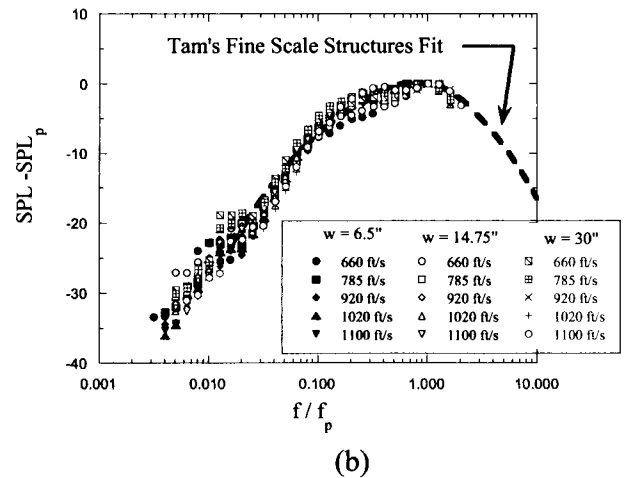 10
0
-10
-20
-30
-40
SPL -SPL
p
Tam's Fine Scale Structures Fit
w = 6.5" w = 14.75" w = 30"
660 ft/s 660 ft/s 660 ft/s
785 ft/s 785 ft/s 785 ft/s
920 ft/s 920 ft/s 920 ft/s
1020 ft/s 1020 ft/s 1020 ft/s
1100 ft/s 1100 ft/s 1100 ft/s
0.001 0.010 0.100 1.000 10.000
f / f
p
(b)